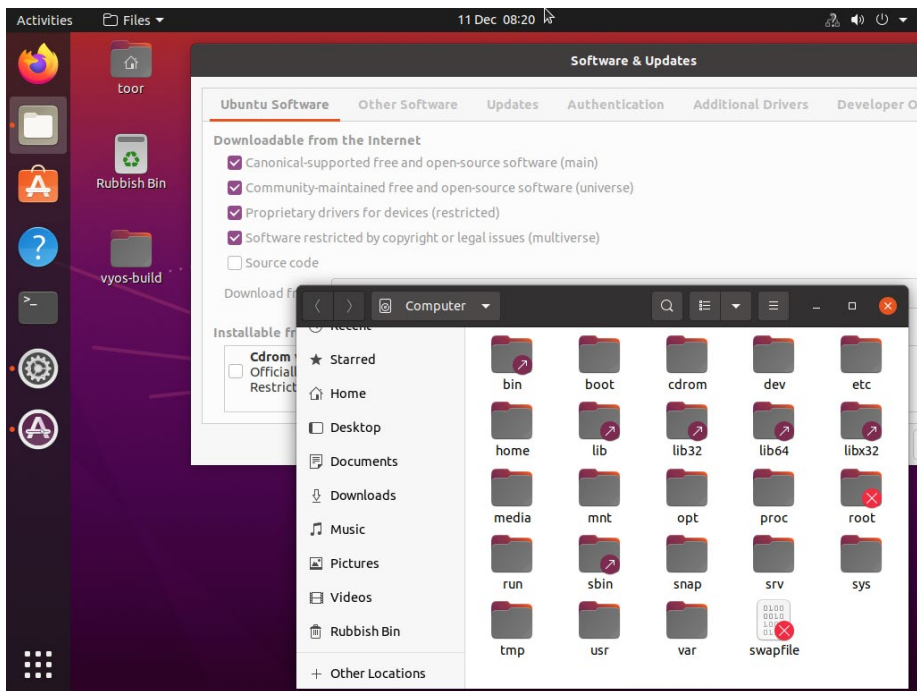 Activities Files 11 Dec 08:20
toor
Rubbish Bin
vyos-build
Software & Updates
Ubuntu Software Other Software Updates Authentication Additional Drivers Developer O
Downloadable from the Internet
Canonical-supported free and open-source software (main)
Community-maintained free and open-source software (universe)
Proprietary drivers for devices (restricted)
Software restricted by copyright or legal issues (multiverse)
Source code
Download fr
Installable fr
Cdrom
Officiall
Restrict
Computer
Recent
Starred
Home
Desktop
Documents
Downloads
Music
Pictures
Videos
Rubbish Bin
+ Other Locations
bin boot cdrom dev etc
home lib lib32 lib64 libx32
media mnt opt proc root
run sbin snap srv sys
tmp usr var swapfile